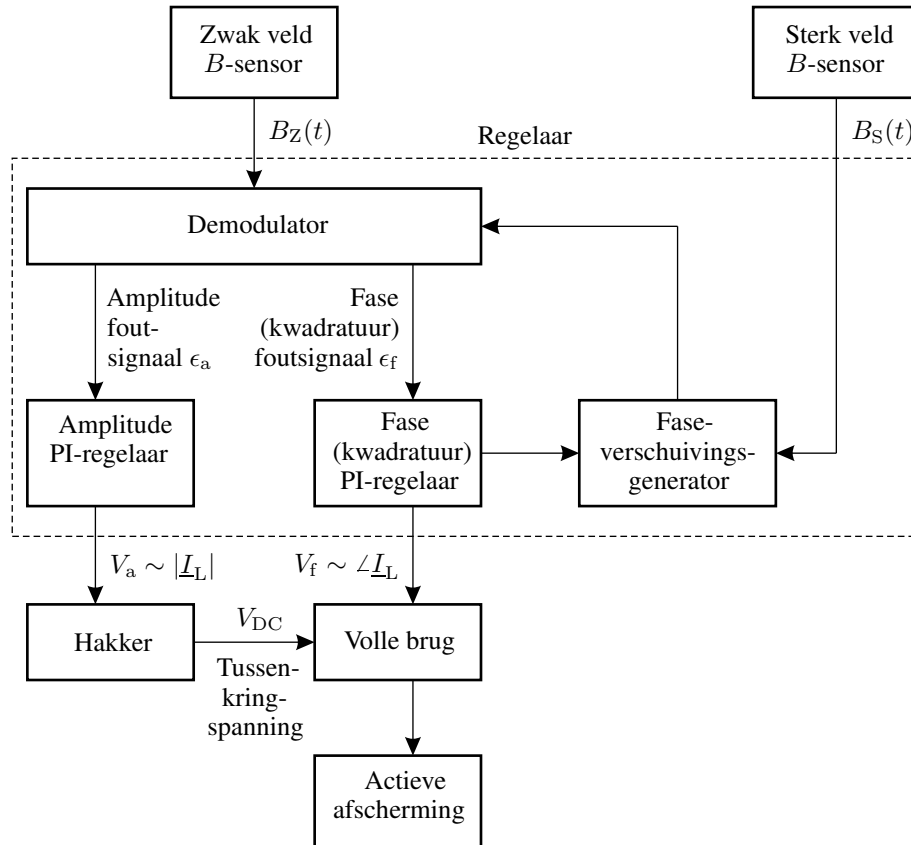 Zwak veld
B-sensor
Sterk veld
B-sensor
B_Z(t)
Regelaar
B_S(t)
Demodulator
Amplitude
fout-
signaal ϵ_a
Fase
(kwadratuur)
foutsignaal ϵ_f
Amplitude
PI-regelaar
Fase
(kwadratuur)
PI-regelaar
Fase-
verschuivings-
generator
V_a ∼ |I_L|
V_f ∼ ∠I_L
Hakker
V_DC
Tussen-
kring-
spanning
Volle brug
Actieve
afscherming